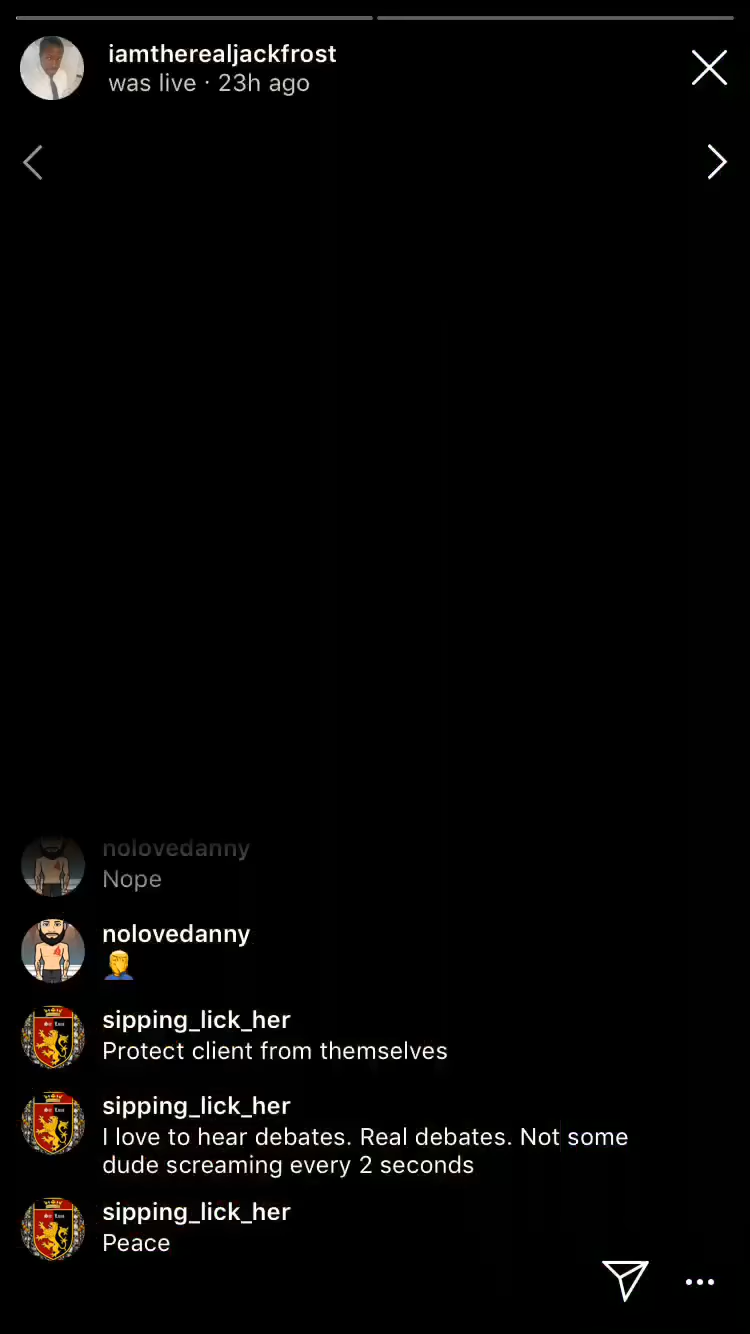 iamtherealjackfrost
was live · 23h ago
nolovedanny
Nope
nolovedanny
🤦‍♂️
sipping_lick_her
Protect client from themselves
sipping_lick_her
I love to hear debates. Real debates. Not some
dude screaming every 2 seconds
sipping_lick_her
Peace